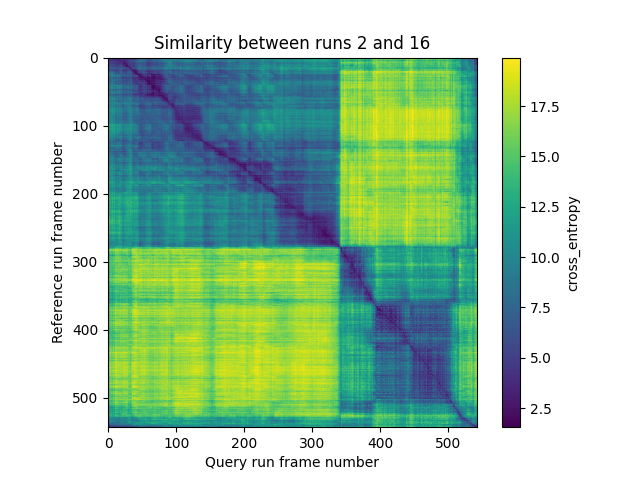 Similarity between runs 2 and 16
0
100
200
300
400
500
Reference run frame number
0 100 200 300 400 500
Query run frame number
17.5
15.0
12.5
10.0
7.5
5.0
2.5
cross_entropy